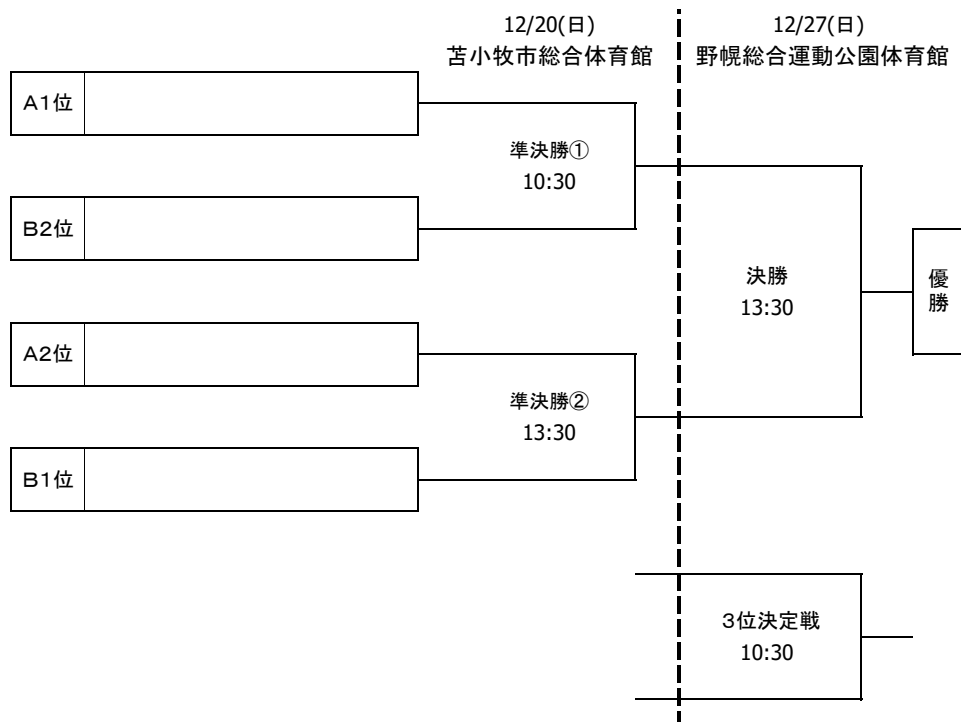 12/20(日)
苫小牧市総合体育館
12/27(日)
野幌総合運動公園体育館
A1位
準決勝①
10:30
B2位
決勝
13:30
優勝
A2位
準決勝②
13:30
B1位
3位決定戦
10:30